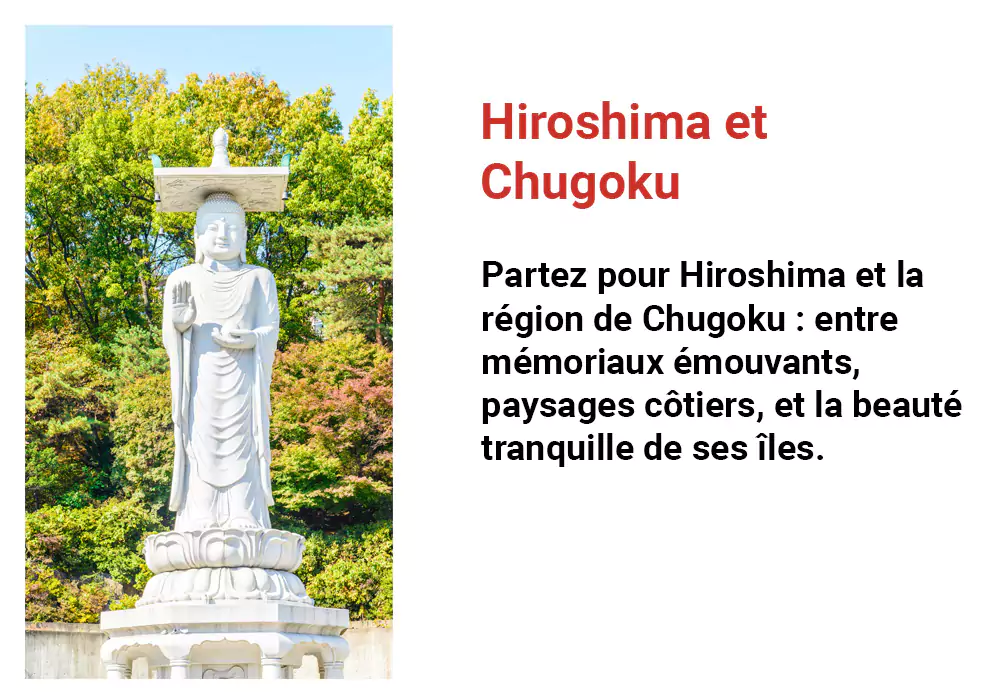 Hiroshima et
Chugoku
Partez pour Hiroshima et la
région de Chugoku : entre
mémoriaux émouvants,
paysages côtiers, et la beauté
tranquille de ses îles.